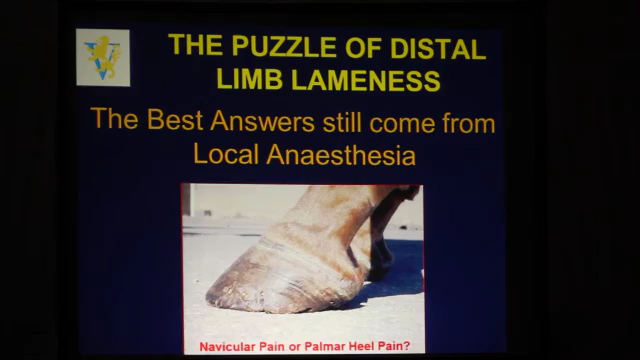 THE PUZZLE OF DISTAL
LIMB LAMENESS
The Best Answers still come from
Local Anaesthesia
Navicular Pain or Palmar Heel Pain?